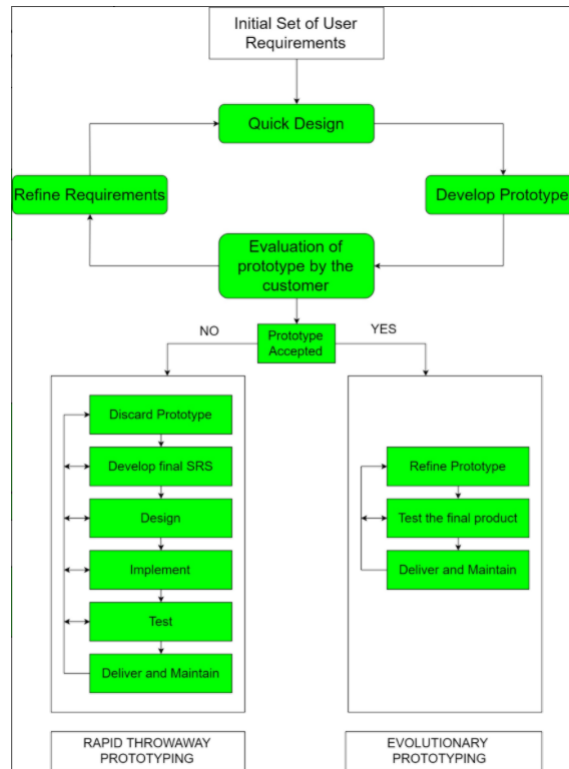 Initial Set of User
Requirements
Quick Design
Refine Requirements
Develop Prototype
Evaluation of
prototype by the
customer
NO
Prototype
Accepted
YES
Discard Prototype
Develop final SRS
Design
Implement
Test
Deliver and Maintain
Refine Prototype
Test the final product
Deliver and Maintain
RAPID THROWAWAY
PROTOTYPING
EVOLUTIONARY
PROTOTYPING